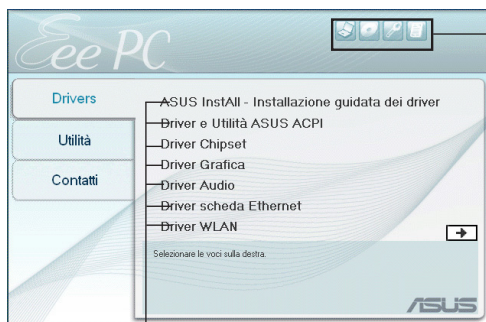 Eee PC
Drivers
Utilità
Contatti
ASUS InstAll - Installazione guidata dei driver
Driver e Utilità ASUS ACPI
Driver Chipset
Driver Grafica
Driver Audio
Driver scheda Ethernet
Driver WLAN
Selezionare le voci sulla destra.
ASUS